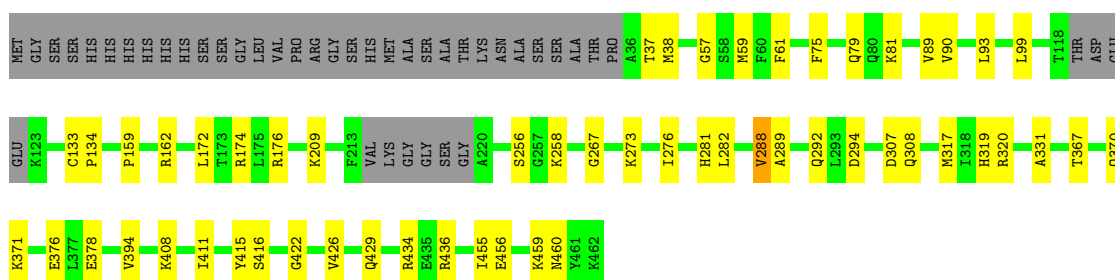 MET GLY SER SER HIS HIS HIS HIS HIS HIS SER SER GLY LEU VAL PRO ARG GLY SER HIS MET ALA SER ALA THR LYS ASN ALA SER SER ALA THR PRO A36 T37 M38 G57 S58 M59 F60 F61 F75 Q79 Q80 K81 V89 V90 L93 L99 T118 THR ASP GLU
GLU K123 C133 P134 P159 R162 L172 T173 R174 L175 R176 K209 F213 VAL LYS GLY GLY SER GLY A220 S256 G257 K258 G267 K273 I276 H281 L282 V288 A289 Q292 L293 D294 D307 Q308 M317 I318 H319 R320 A331 T367
K371 E376 L377 E378 V394 K408 I411 Y415 S416 G422 V426 Q429 R434 E435 R436 I455 E456 K459 N460 Y461 K462